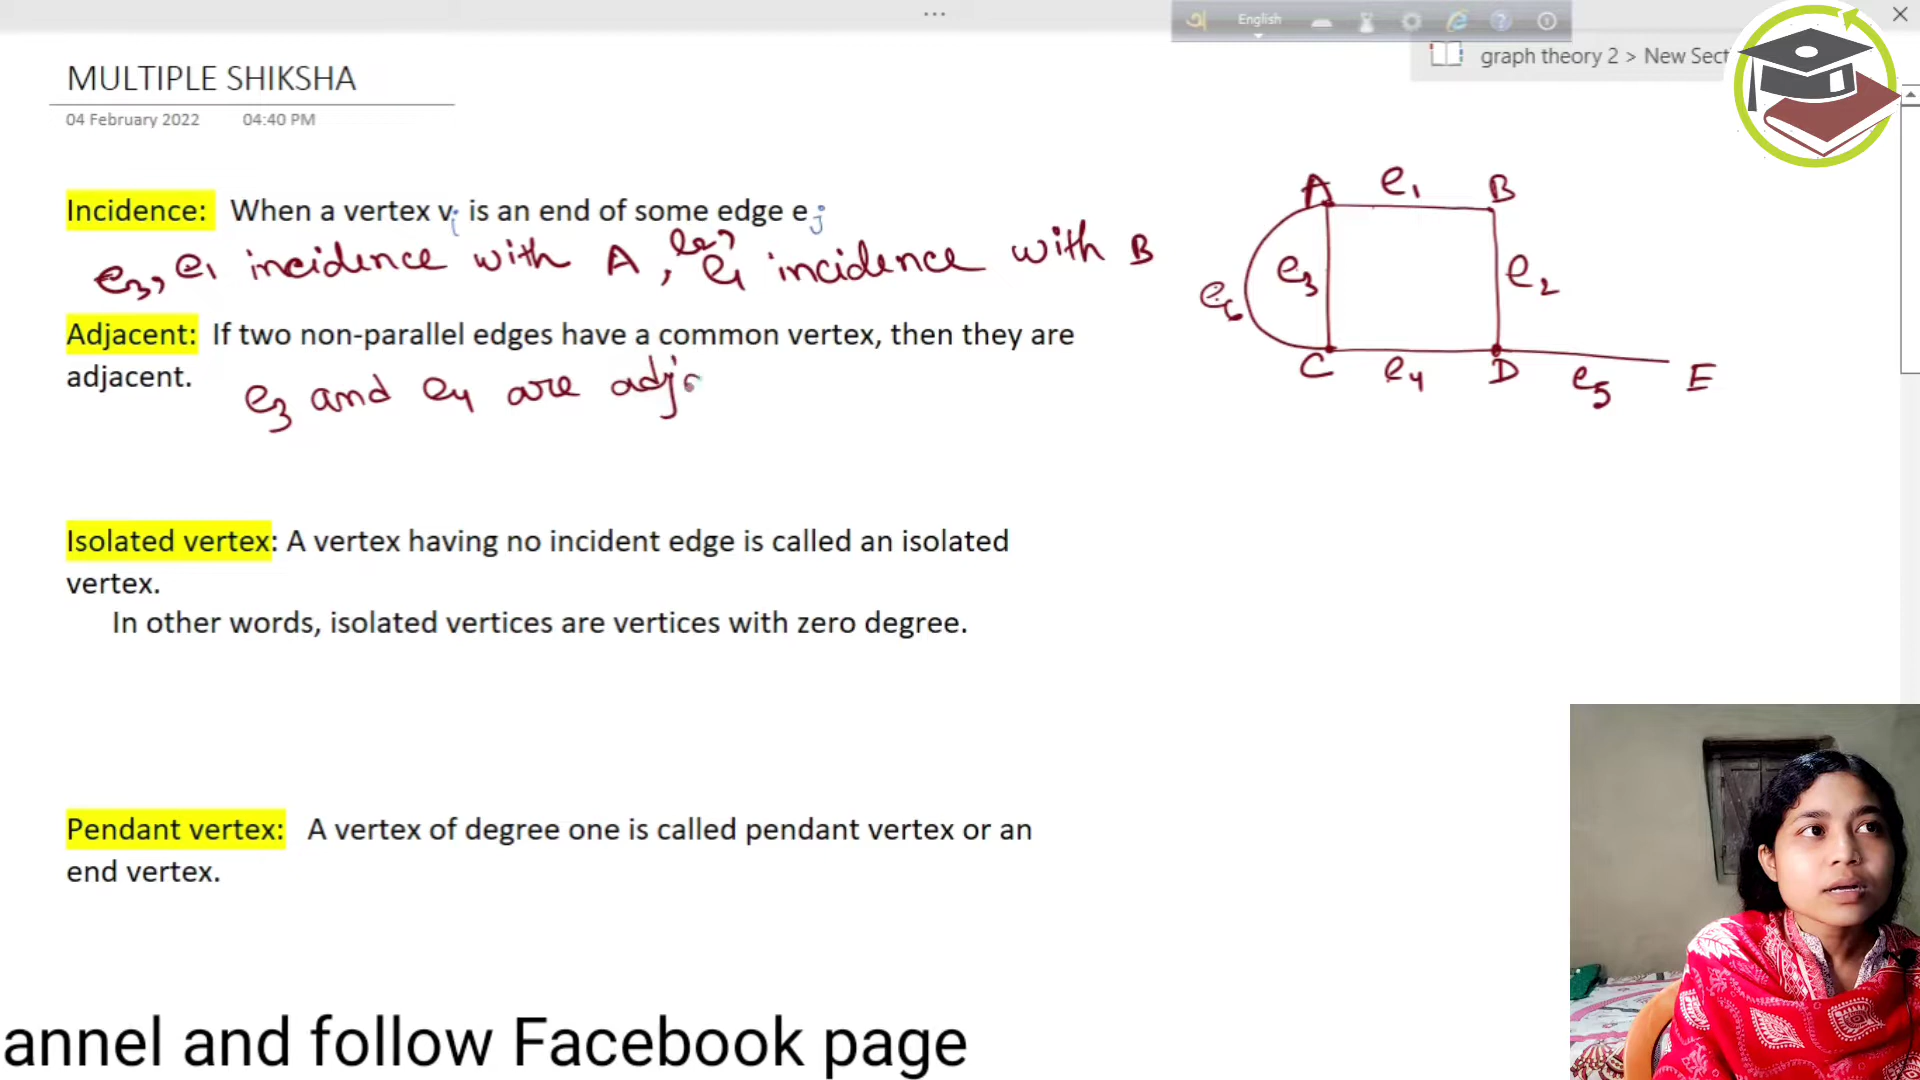 English
graph theory 2 > New Sect
MULTIPLE SHIKSHA
04 February 2022 04:40 PM
Incidence: When a vertex vi is an end of some edge ej
e3, e1 incidence with A, e2, e1 incidence with B
Adjacent: If two non-parallel edges have a common vertex, then they are
adjacent.
e3 and e4 are adja
A e1 B
e6 e3 e2
C e4 D e5 E
Isolated vertex: A vertex having no incident edge is called an isolated
vertex.
In other words, isolated vertices are vertices with zero degree.
Pendant vertex: A vertex of degree one is called pendant vertex or an
end vertex.
annel and follow Facebook page